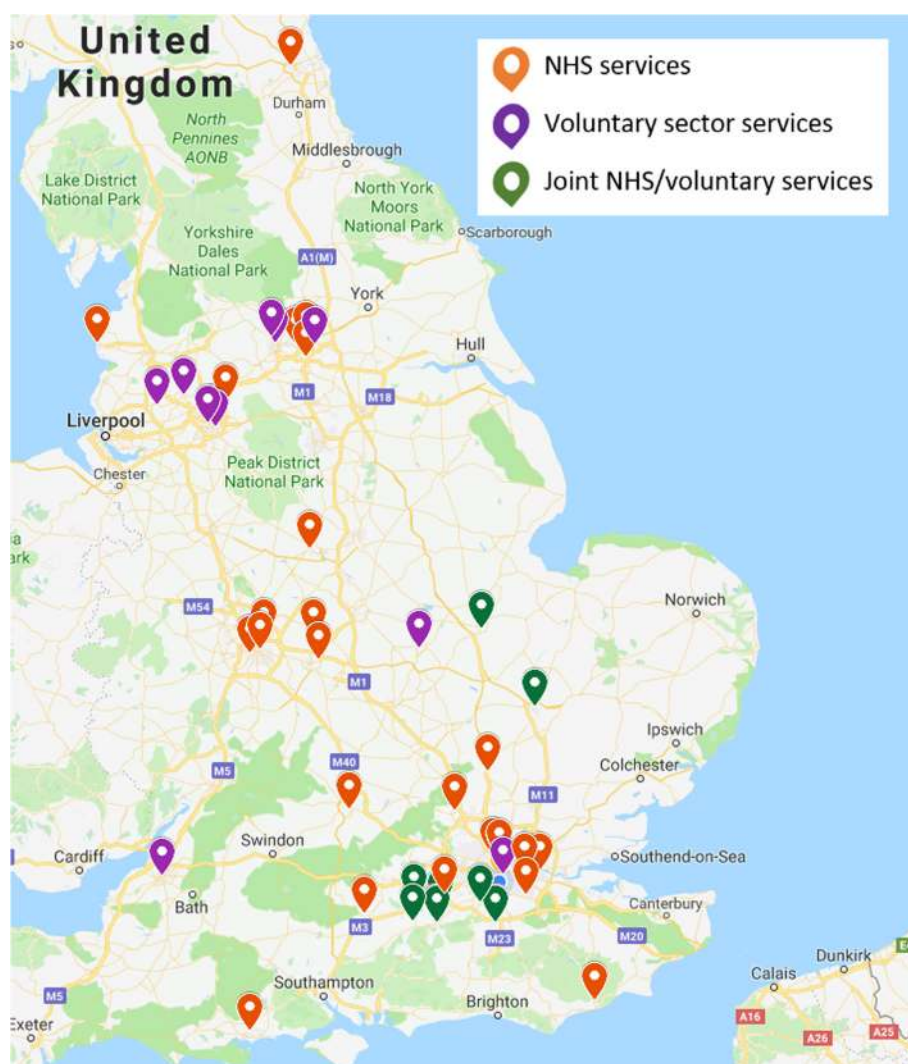 United
Kingdom
NHS services
Voluntary sector services
Joint NHS/voluntary services
Durham
North
Pennines
AONB
Middlesbrough
Lake District
National Park
North York
Moors
National Park
Scarborough
Yorkshire
Dales
National Park
A1(M)
York
Hull
M1
M18
Liverpool
Chester
Peak District
National Park
ark
M54
Norwich
M1
Ipswich
M40
Colchester
M5
M11
Swindon
Cardiff
Southend-on-Sea
Bath
Canterbury
M3
M23
M20
Dunkirk
Calais
Southampton
Brighton
M5
A16
A26
A25
Exeter